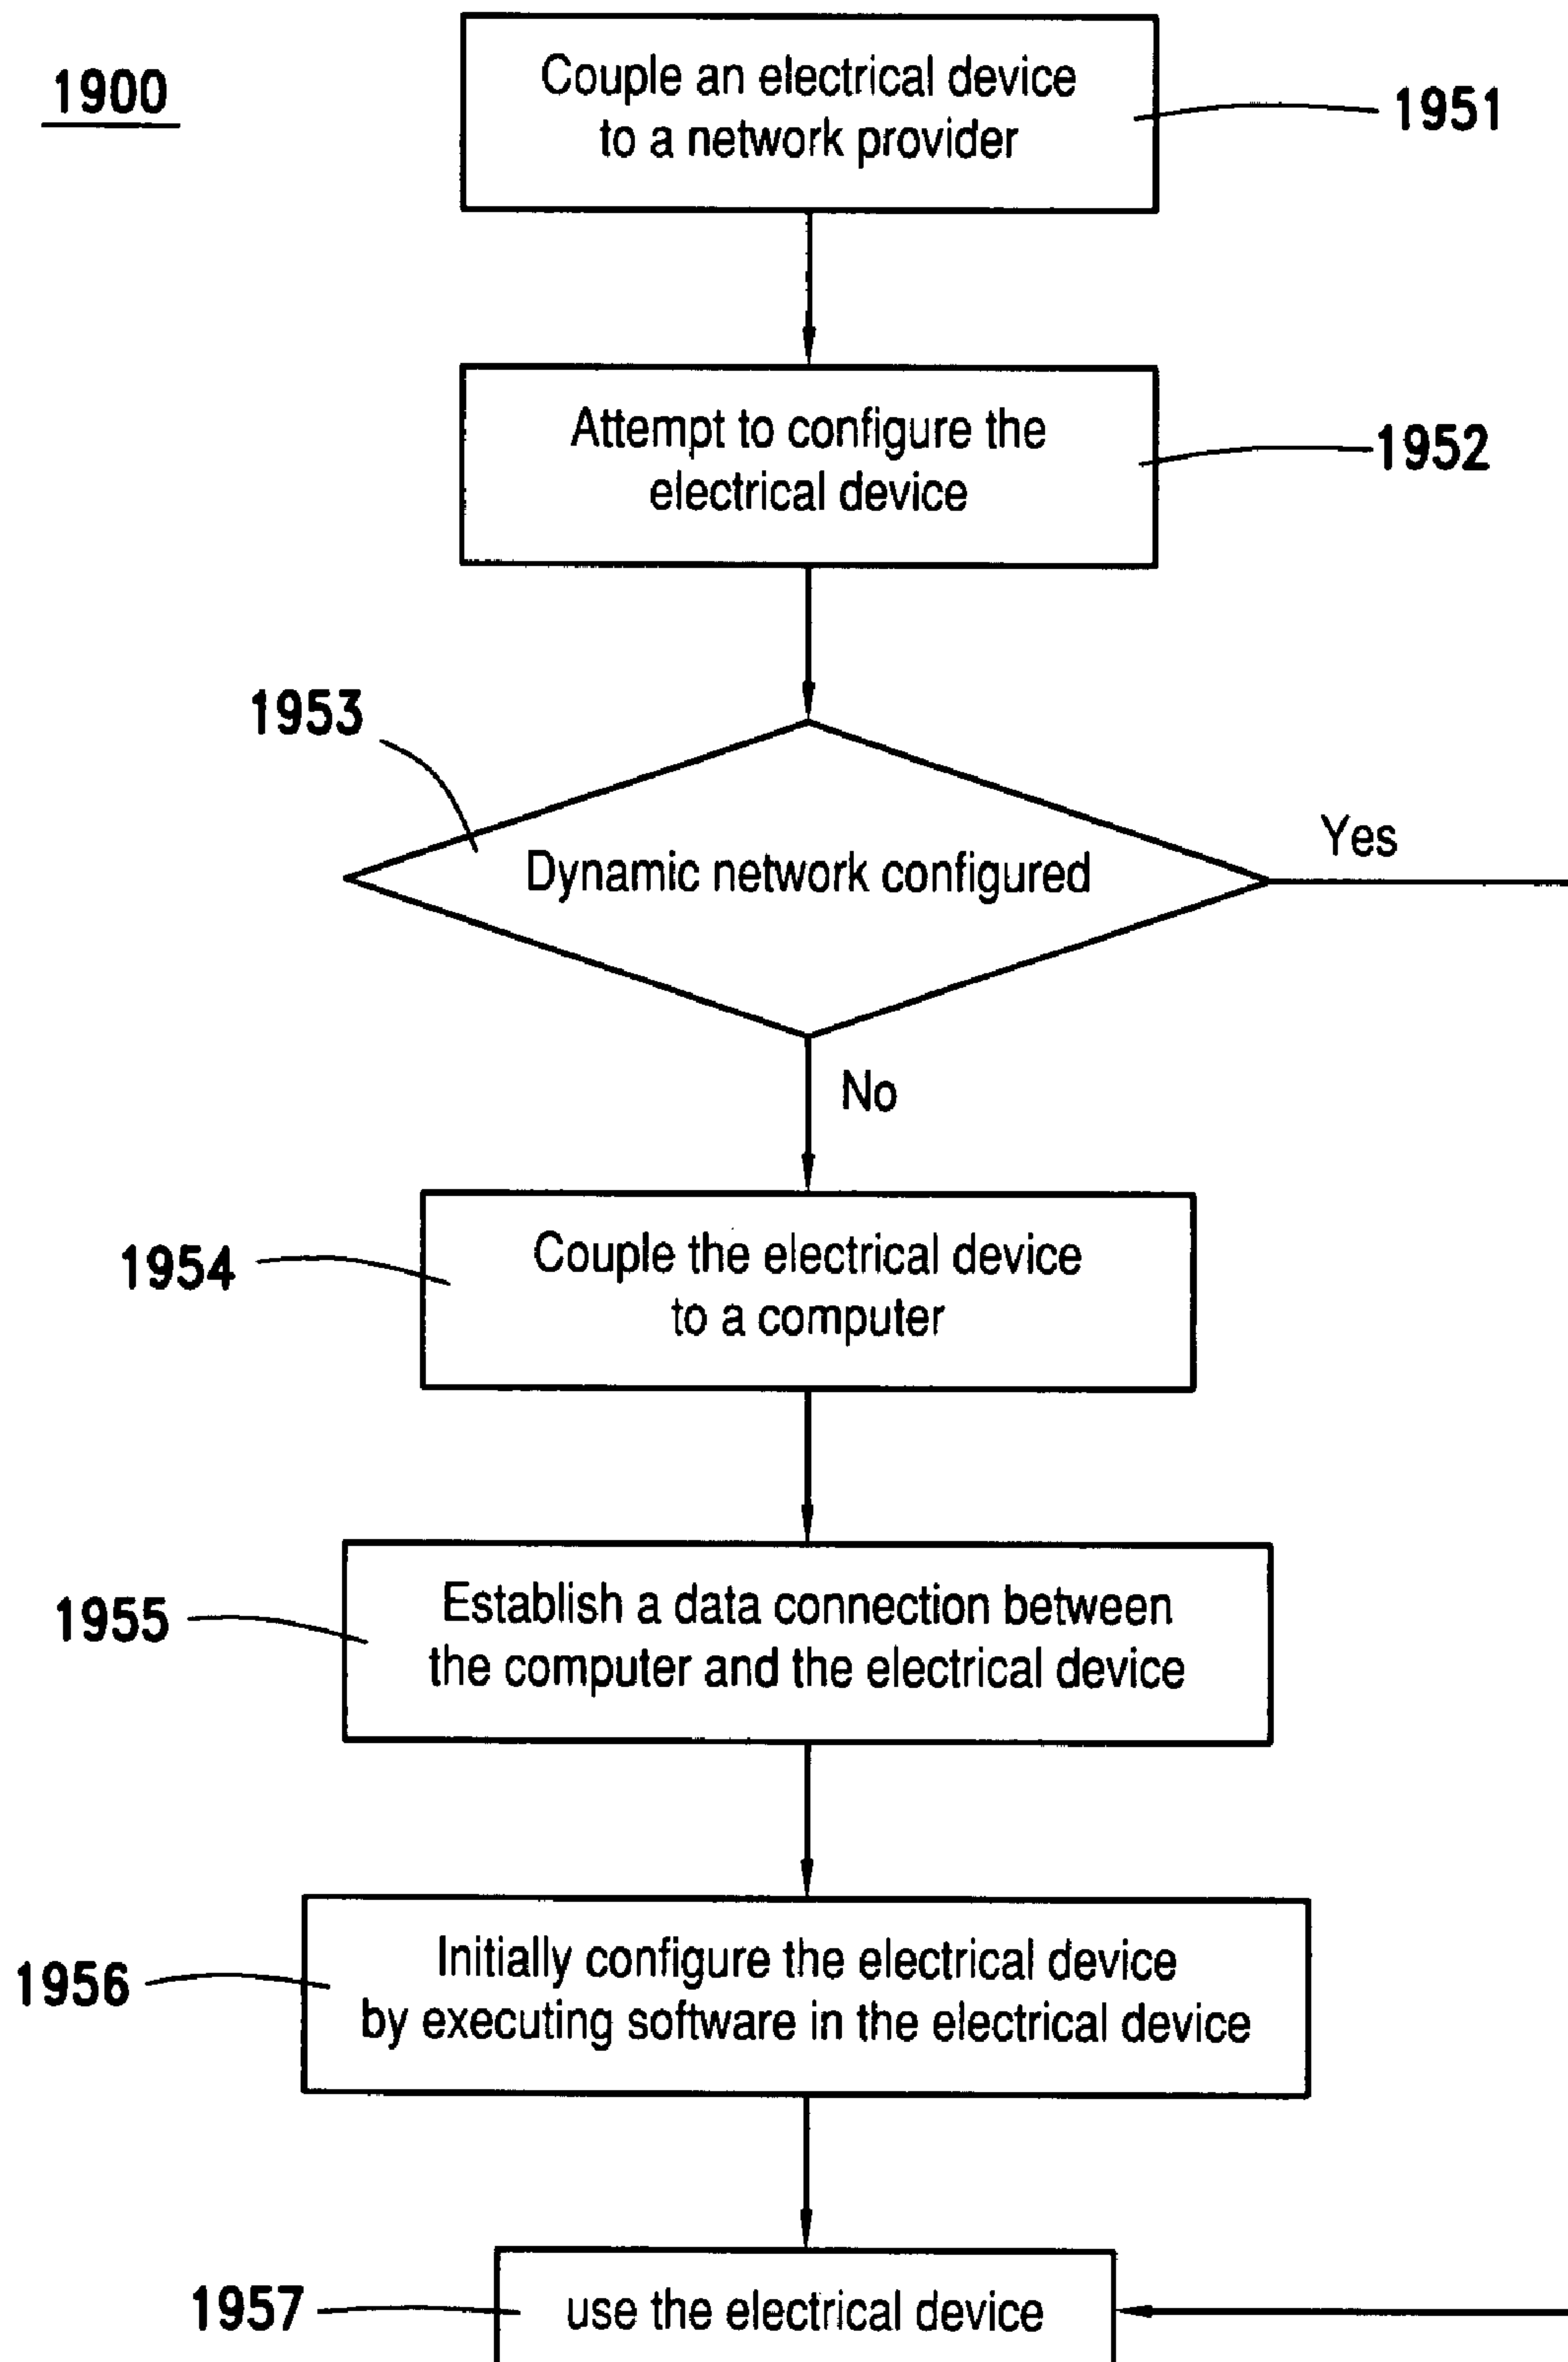 1900
Couple an electrical device
to a network provider
1951
Attempt to configure the
electrical device
1952
1953
Dynamic network configured
Yes
No
1954
Couple the electrical device
to a computer
1955
Establish a data connection between
the computer and the electrical device
1956
Initially configure the electrical device
by executing software in the electrical device
1957
use the electrical device